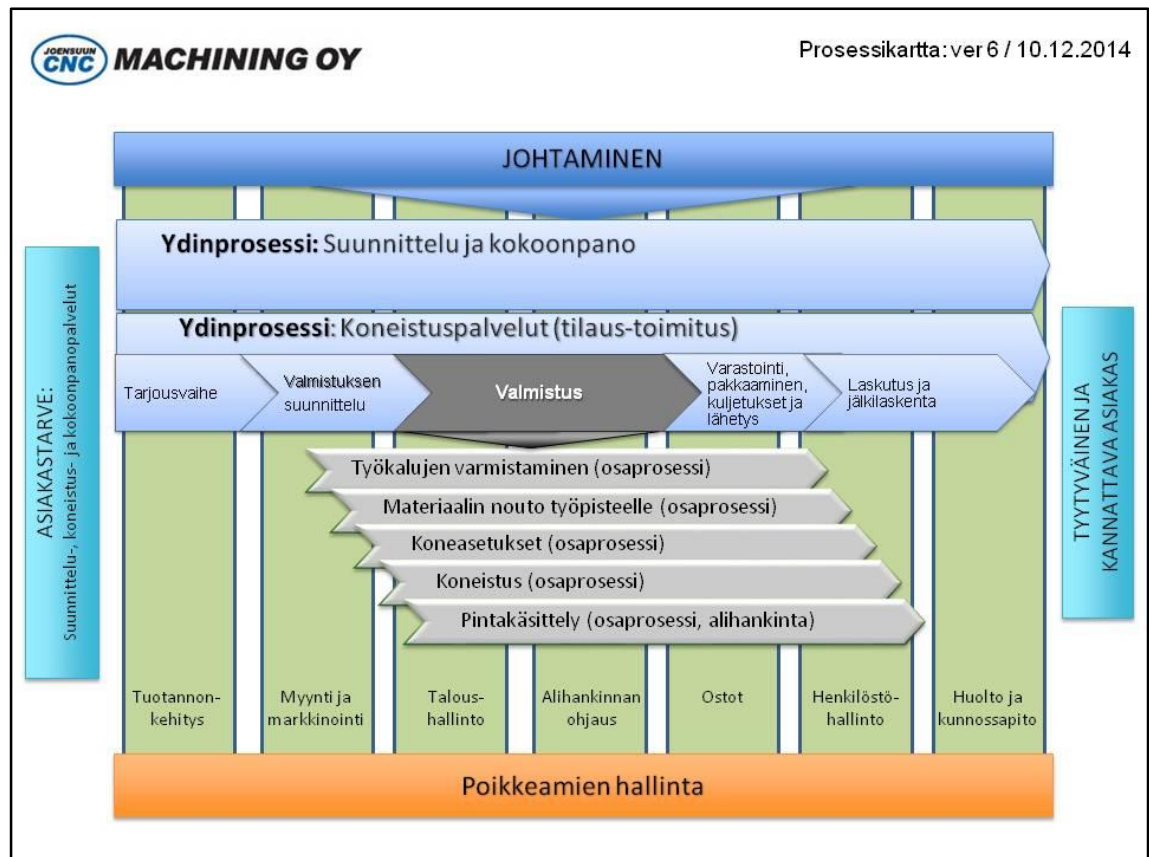 JOENSUUN
CNC
MACHINING OY
Prosessikartta: ver 6 / 10.12.2014
JOHTAMINEN
Ydinprosessi: Suunnittelu ja kokoonpano
Ydinprosessi: Koneistuspalvelut (tilaus-toimitus)
Tarjousvaihe
Valmistuksen
suunnittelu
Valmistus
Varastointi,
pakkaaminen,
kuljetukset ja
lähetys
Laskutus ja
jälkilaskenta
ASIAKASTARVE:
Suunnittelu-, koneistus- ja kokoonpanopalvelut
TYYTYVÄINEN JA
KANNATTAVA ASIAKAS
Työkalujen varmistaminen (osaprosessi)
Materiaalin nouto työpisteelle (osaprosessi)
Koneasetukset (osaprosessi)
Koneistus (osaprosessi)
Pintakäsittely (osaprosessi, alihankinta)
Tuotannon-
kehitys
Myynti ja
markkinointi
Talous-
hallinto
Alihankinnan
ohjaus
Ostot
Henkilöstö-
hallinto
Huolto ja
kunnossapito
Poikkeamien hallinta